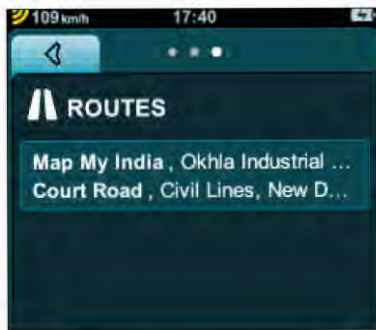 109 km/h 17:40
ROUTES
Map My India , Okhla Industrial ...
Court Road , Civil Lines, New D...